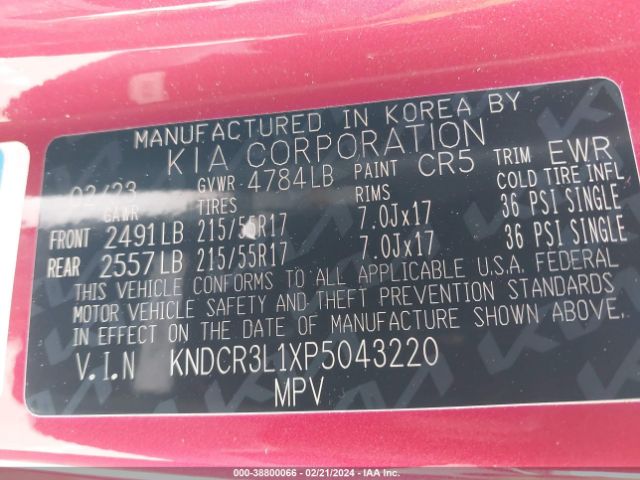 MANUFACTURED IN KOREA BY
KIA CORPORATION
02/23 GVWR 4784LB PAINT CR5 TRIM EWR
GAWR TIRES RIMS COLD TIRE INFL
FRONT 2491LB 215/55R17 7.0Jx17 36 PSI SINGLE
REAR 2557LB 215/55R17 7.0Jx17 36 PSI SINGLE
THIS VEHICLE CONFORMS TO ALL APPLICABLE U.S.A. FEDERAL
MOTOR VEHICLE SAFETY AND THEFT PREVENTION STANDARDS
IN EFFECT ON THE DATE OF MANUFACTURE SHOWN ABOVE.
V.I.N KNDCR3L1XP5043220
MPV
000-38800066 - 02/21/2024 - IAA Inc.